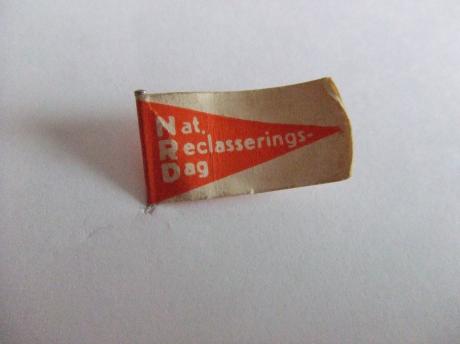 Nat.
Reclasserings-
Dag